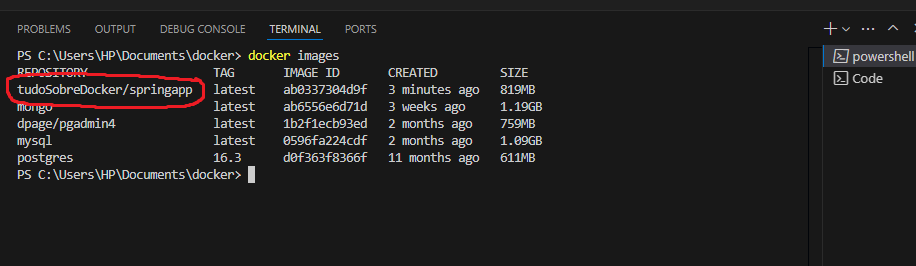 PROBLEMS OUTPUT DEBUG CONSOLE TERMINAL PORTS
PS C:\Users\HP\Documents\docker> docker images
REPOSITORY TAG IMAGE ID CREATED SIZE
tudoSobreDocker/springapp latest ab0337304d9f 3 minutes ago 819MB
mongo latest ab6556e6d71d 3 weeks ago 1.19GB
dpage/pgadmin4 latest 1b2f1ecb93ed 2 months ago 759MB
mysql latest 0596fa224cdf 2 months ago 1.09GB
postgres 16.3 d0f363f8366f 11 months ago 611MB
PS C:\Users\HP\Documents\docker>
powershell
Code